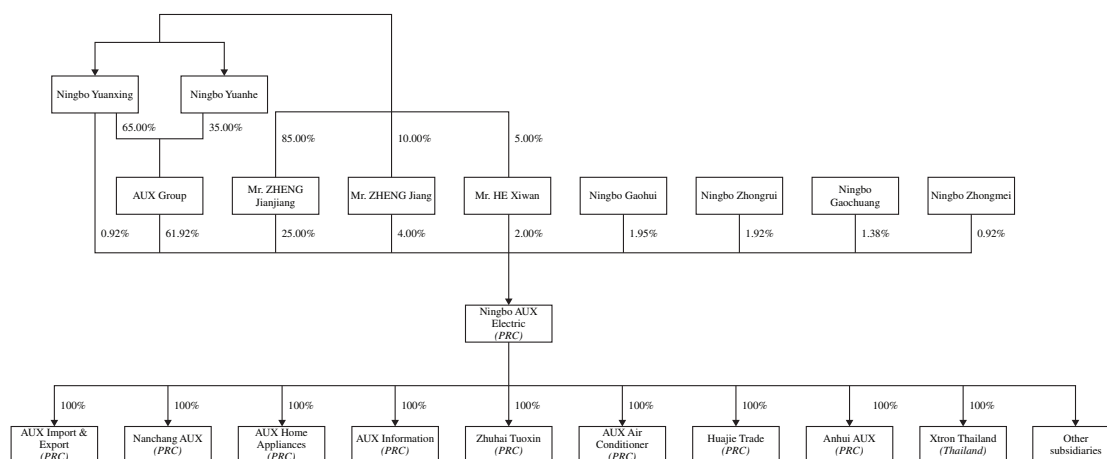 Ningbo Yuanxing
Ningbo Yuanhe
65.00%
35.00%
85.00%
10.00%
5.00%
AUX Group
Mr. ZHENG
Jianjiang
Mr. ZHENG Jiang
Mr. HE Xiwan
Ningbo Gaohui
Ningbo Zhongrui
Ningbo
Gaochuang
Ningbo Zhongmei
0.92%
61.92%
25.00%
4.00%
2.00%
1.95%
1.92%
1.38%
0.92%
Ningbo AUX
Electric
(PRC)
100%
100%
100%
100%
100%
100%
100%
100%
100%
AUX Import &
Export
(PRC)
Nanchang AUX
(PRC)
AUX Home
Appliances
(PRC)
AUX Information
(PRC)
Zhuhai Tuoxin
(PRC)
AUX Air
Conditioner
(PRC)
Huajie Trade
(PRC)
Anhui AUX
(PRC)
Xtron Thailand
(Thailand)
Other
subsidiaries